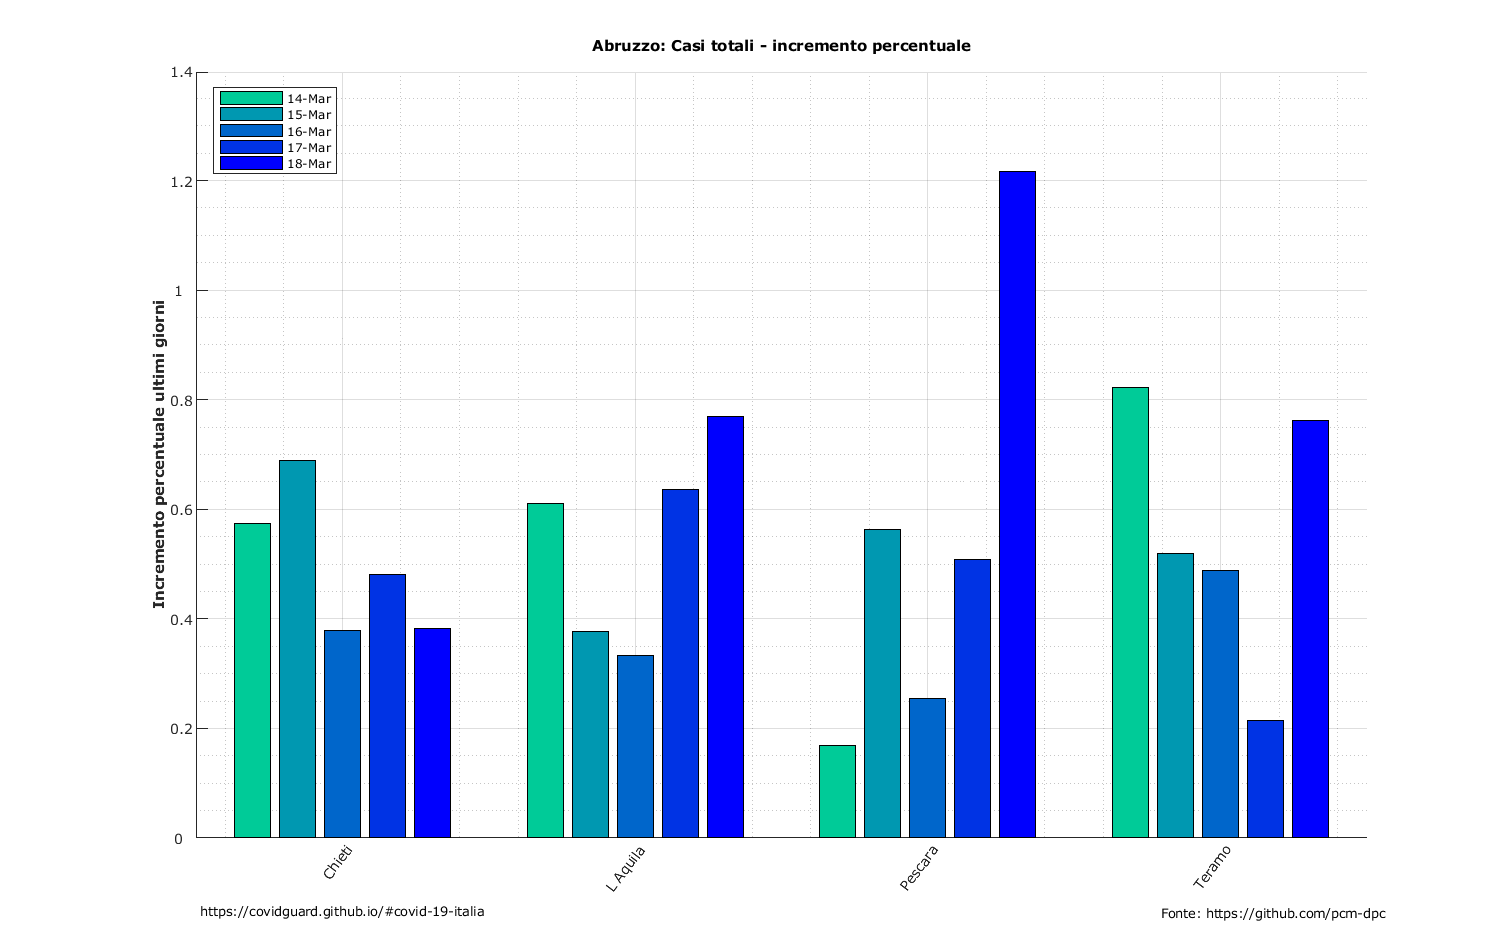 Abruzzo: Casi totali - incremento percentuale
1.4
1.2
1
0.8
0.6
0.4
0.2
0
Incremento percentuale ultimi giorni
14-Mar
15-Mar
16-Mar
17-Mar
18-Mar
Chieti
L Aquila
Pescara
Teramo
https://covidguard.github.io/#covid-19-italia
Fonte: https://github.com/pcm-dpc